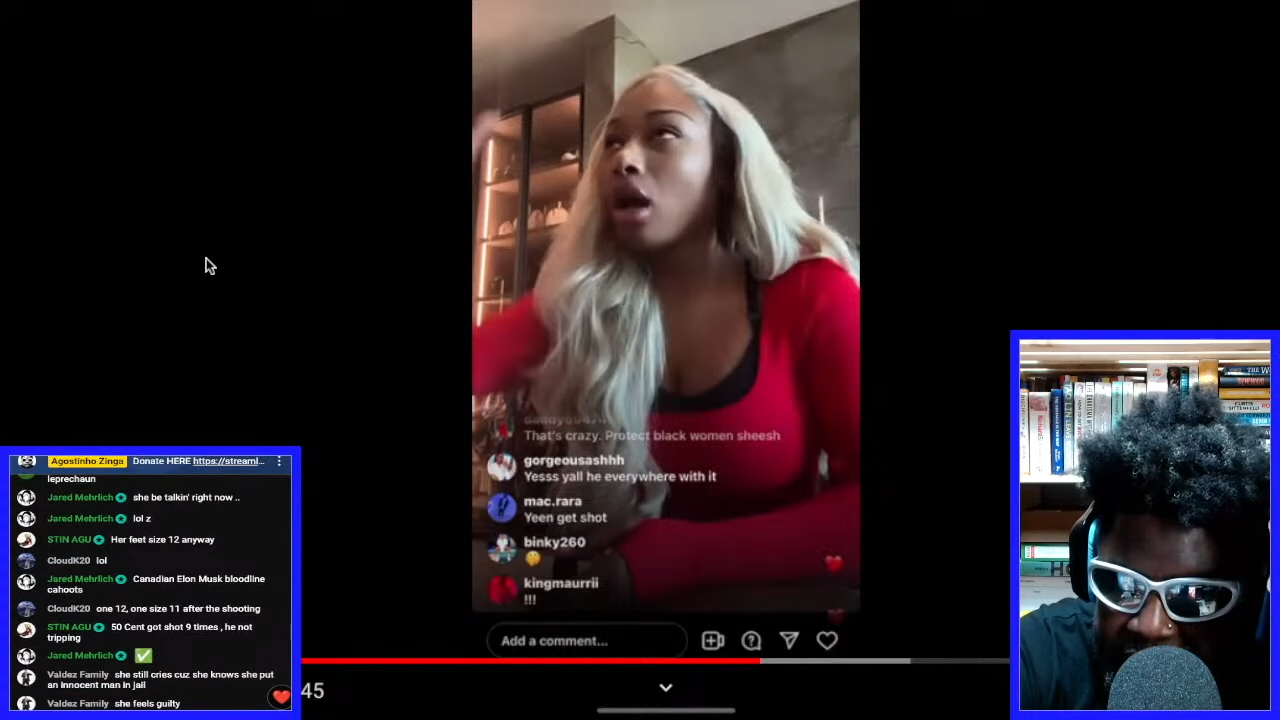 That's crazy. Protect black women sheesh
gorgeousashhh
Yesss yall he everywhere with it
mac.rara
Yeen get shot
binky260
kingmaurrii
!!!
Add a comment...
45
Agostinho Zinga Donate HERE https://streaml...
leprechaun
Jared Mehrlich she be talkin' right now ..
Jared Mehrlich lol z
STIN AGU Her feet size 12 anyway
CloudK20 lol
Jared Mehrlich Canadian Elon Musk bloodline
cahoots
CloudK20 one 12, one size 11 after the shooting
STIN AGU 50 Cent got shot 9 times , he not
tripping
Jared Mehrlich ✅
Valdez Family she still cries cuz she knows she put
an innocent man in jail
Valdez Family she feels guilty